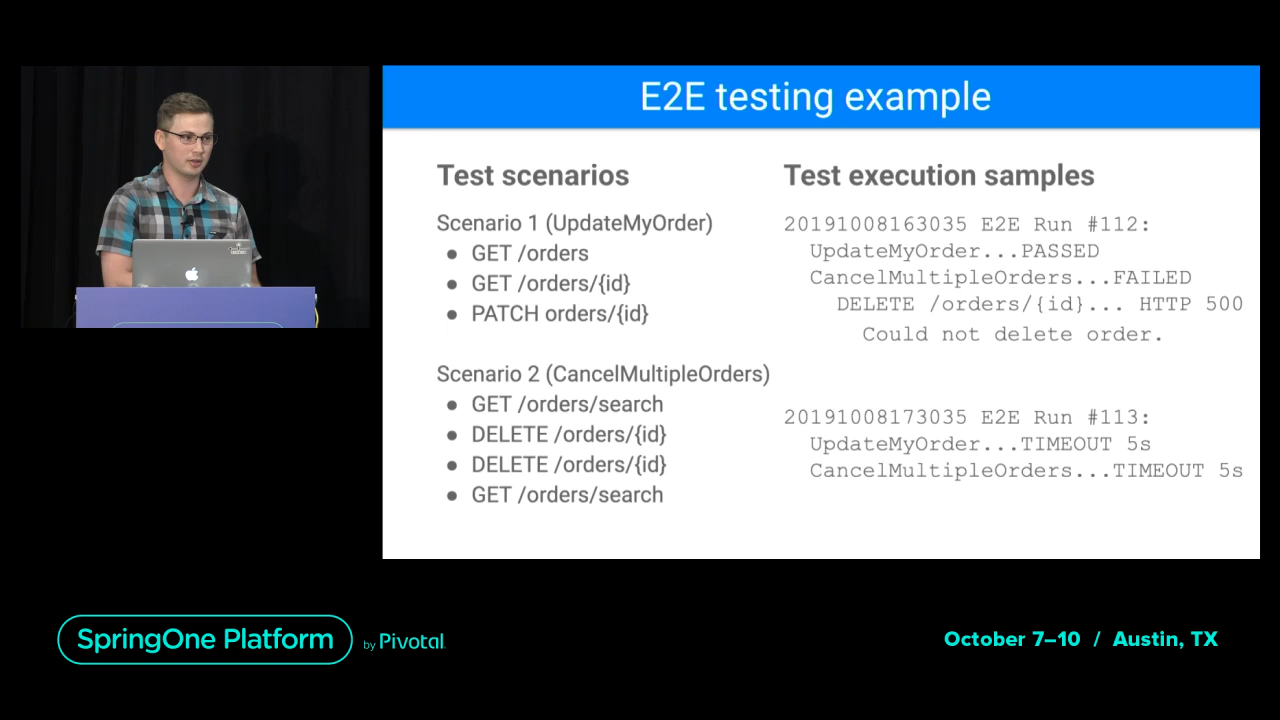 E2E testing example
Test scenarios
Scenario 1 (UpdateMyOrder)
● GET /orders
● GET /orders/{id}
● PATCH orders/{id}
Scenario 2 (CancelMultipleOrders)
● GET /orders/search
● DELETE /orders/{id}
● DELETE /orders/{id}
● GET /orders/search
Test execution samples
20191008163035 E2E Run #112:
UpdateMyOrder...PASSED
CancelMultipleOrders...FAILED
DELETE /orders/{id}... HTTP 500
Could not delete order.
20191008173035 E2E Run #113:
UpdateMyOrder...TIMEOUT 5s
CancelMultipleOrders...TIMEOUT 5s
SpringOne Platform by Pivotal
October 7–10 / Austin, TX